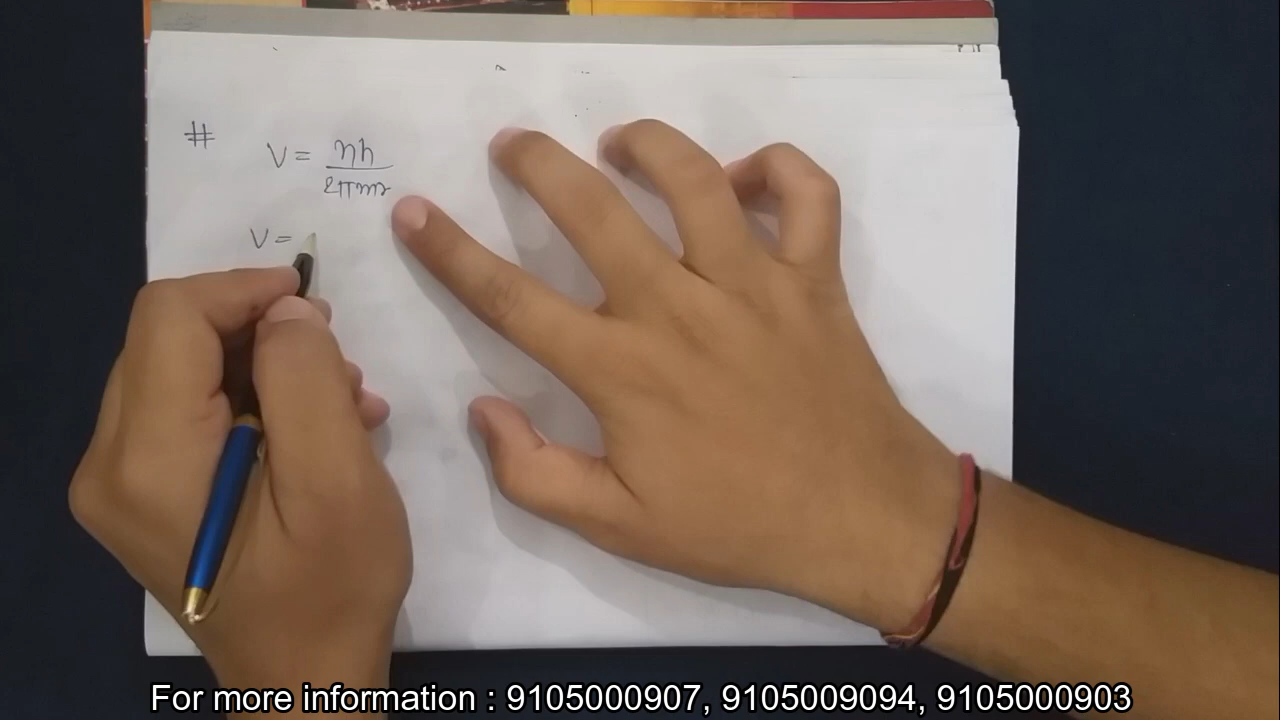 # V = nh / 2πmr
V =
For more information : 9105000907, 9105009094, 9105000903